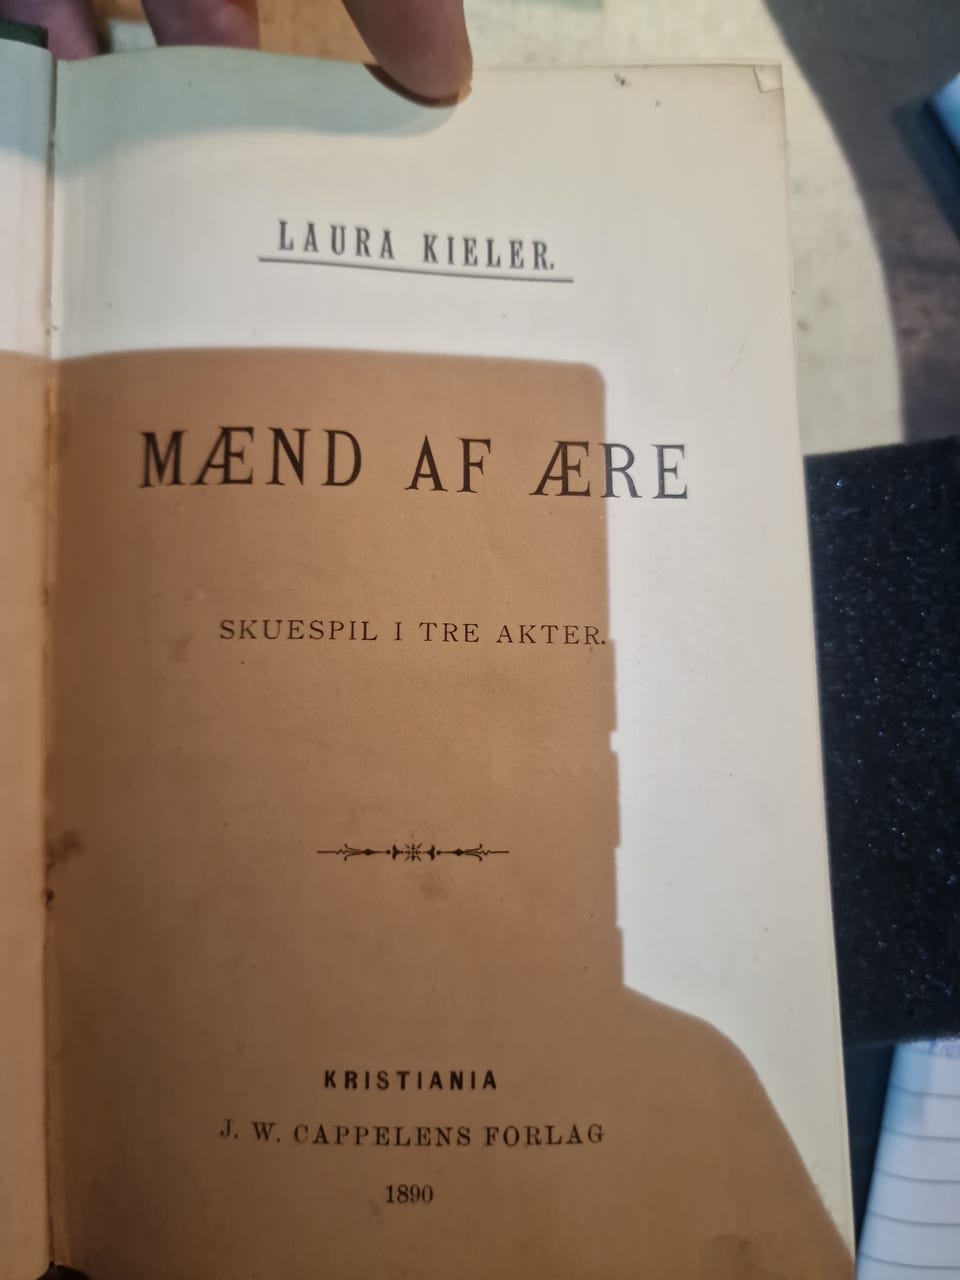 LAURA KIELER.
MÆND AF ÆRE
SKUESPIL I TRE AKTER.
KRISTIANIA
J. W. CAPPELENS FORLAG
1890